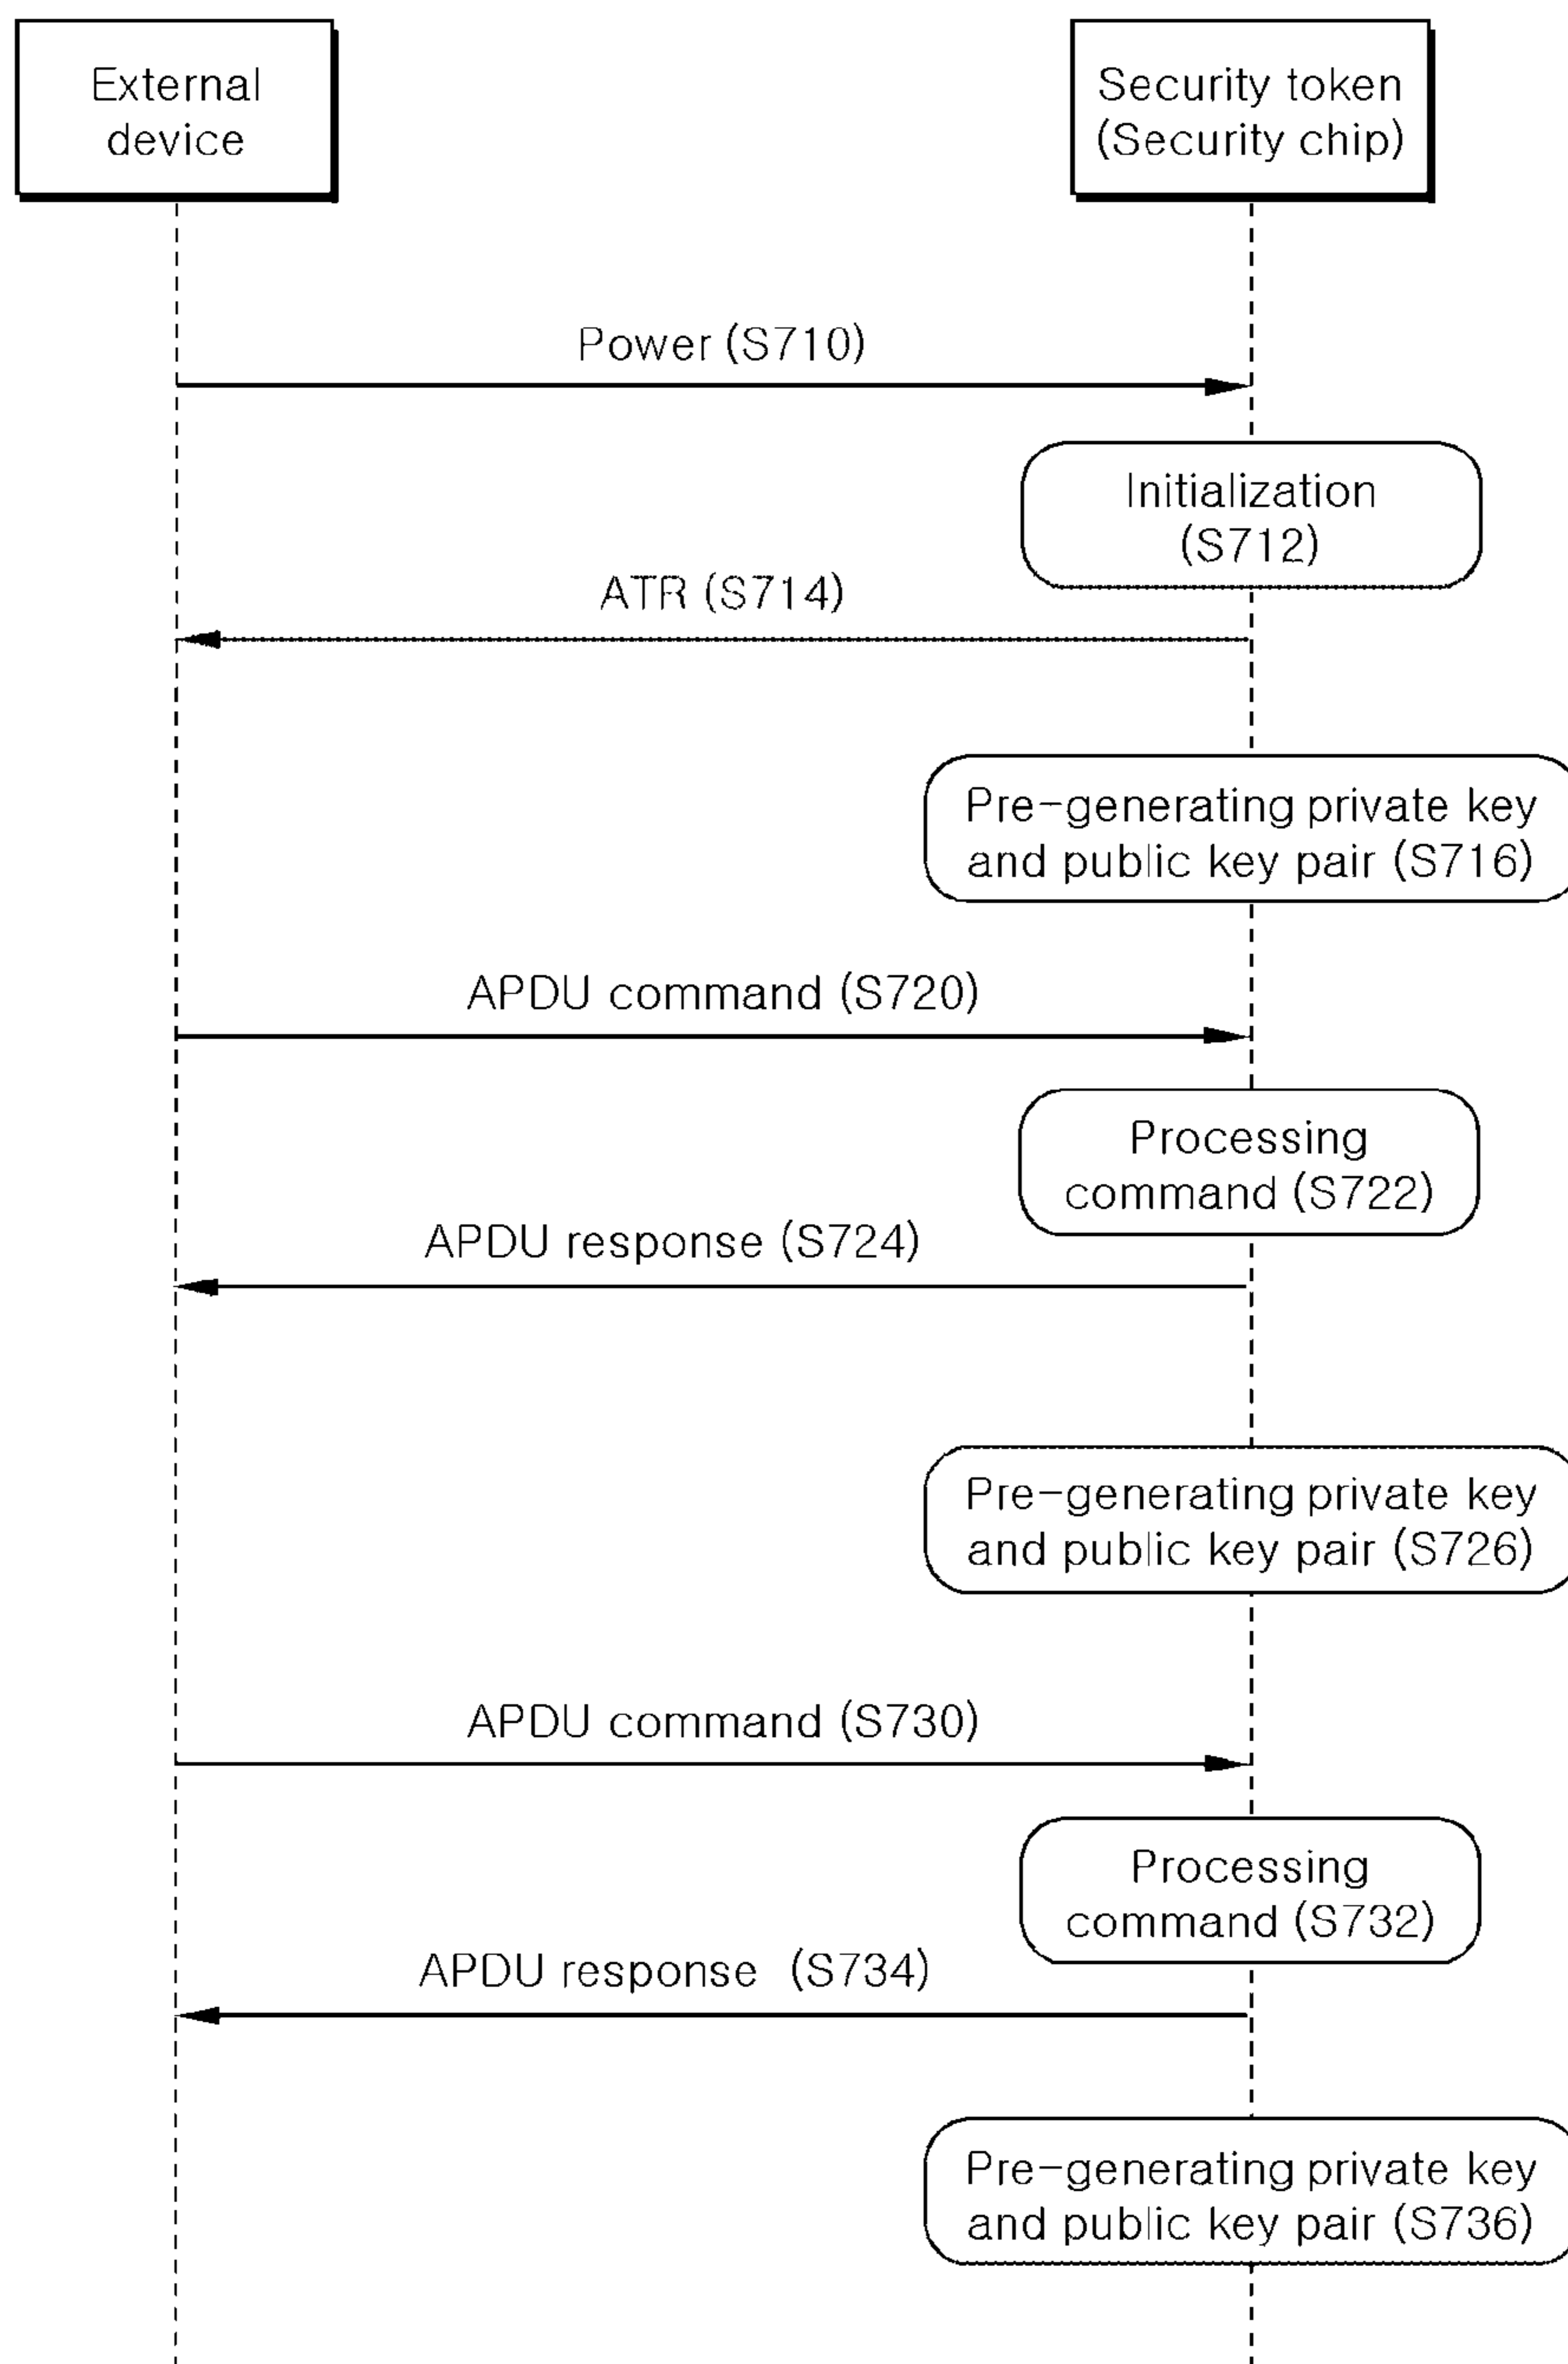 External
device
Security token
(Security chip)
Power (S710)
Initialization
(S712)
ATR (S714)
Pre-generating private key
and public key pair (S716)
APDU command (S720)
Processing
command (S722)
APDU response (S724)
Pre-generating private key
and public key pair (S726)
APDU command (S730)
Processing
command (S732)
APDU response (S734)
Pre-generating private key
and public key pair (S736)